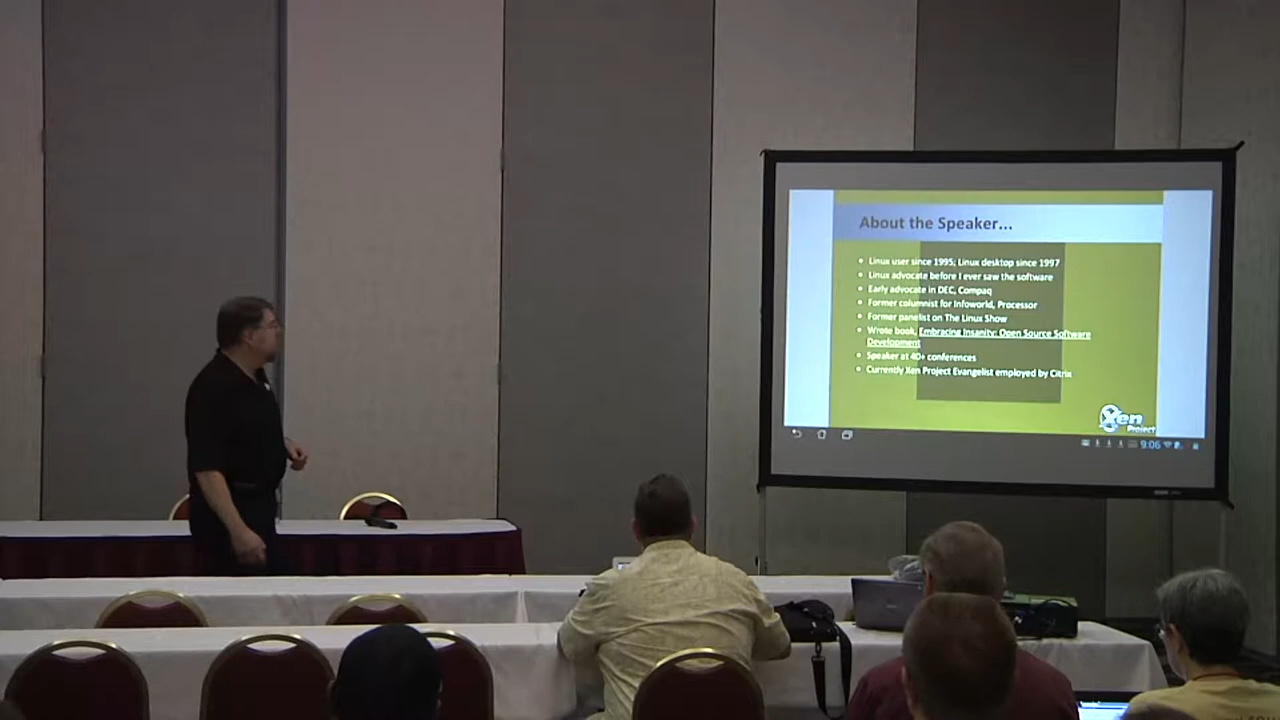 About the Speaker...
Linux user since 1995; Linux desktop since 1997
Linux advocate before I ever saw the software
Early advocate in DEC, Compaq
Former columnist for Infoworld, Processor
Former panelist on The Linux Show
Wrote book, Embracing Insanity: Open Source Software
Development
Speaker at 40+ conferences
Currently Xen Project Evangelist employed by Citrix
Xen
Project
9:06